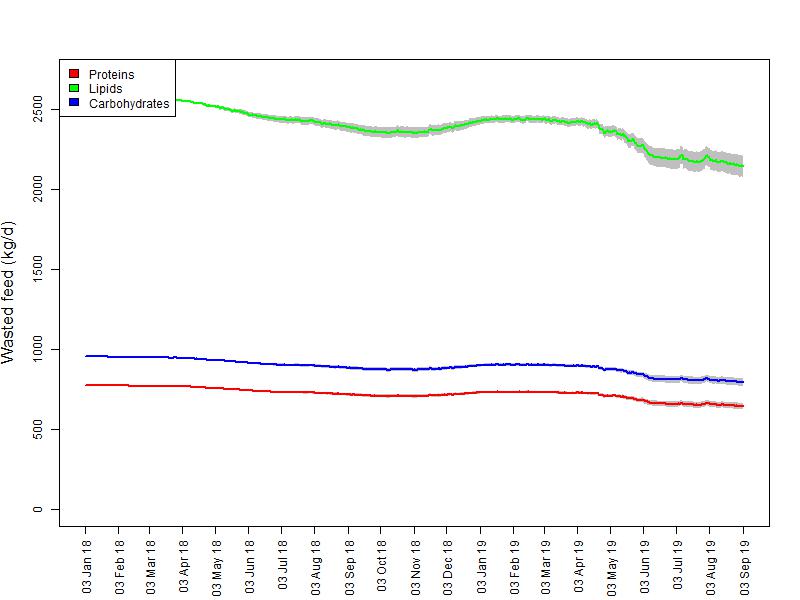 Proteins
Lipids
Carbohydrates
Wasted feed (kg/d)
2500
2000
1500
1000
500
0
03 Jan 18
03 Feb 18
03 Mar 18
03 Apr 18
03 May 18
03 Jun 18
03 Jul 18
03 Aug 18
03 Sep 18
03 Oct 18
03 Nov 18
03 Dec 18
03 Jan 19
03 Feb 19
03 Mar 19
03 Apr 19
03 May 19
03 Jun 19
03 Jul 19
03 Aug 19
03 Sep 19